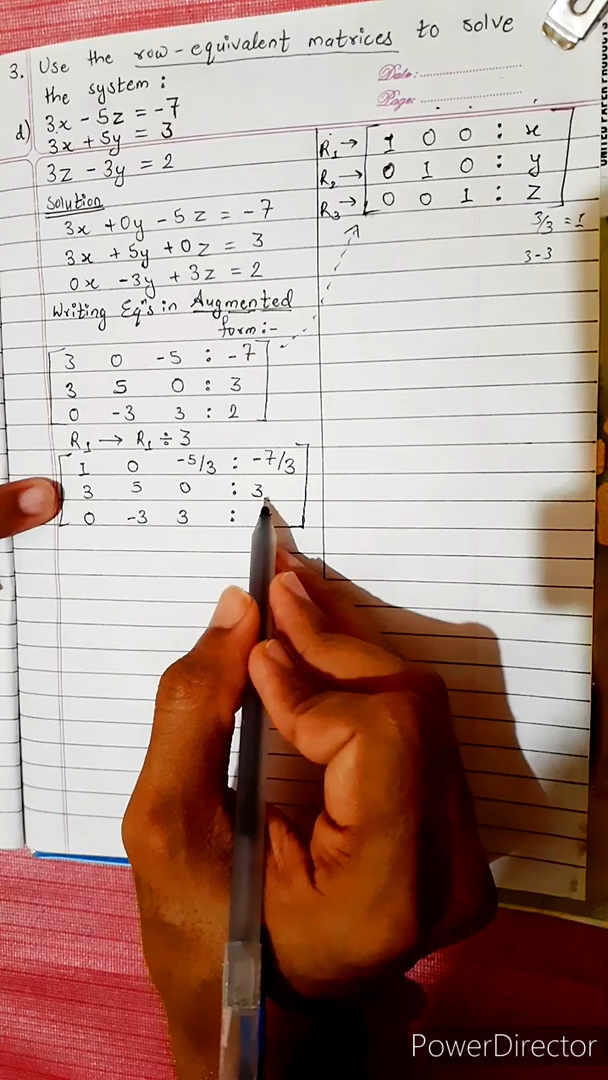 3. Use the row-equivalent matrices to solve
the system :
d) 3x - 5z = -7
3x + 5y = 3
3z - 3y = 2
Solution
3x + 0y - 5z = -7
3x + 5y + 0z = 3
0x - 3y + 3z = 2
Writing Eqⁿs in Augmented
form :-
3 0 -5 : -7
3 5 0 : 3
0 -3 3 : 2
R₁ → R₁ ÷ 3
1 0 -5/3 : -7/3
3 5 0 : 3
0 -3 3 :
Date:
Page:
R₁ → 1 0 0 : x
R₂ → 0 1 0 : y
R₃ → 0 0 1 : z
3/3 = 1
3-3
PowerDirector